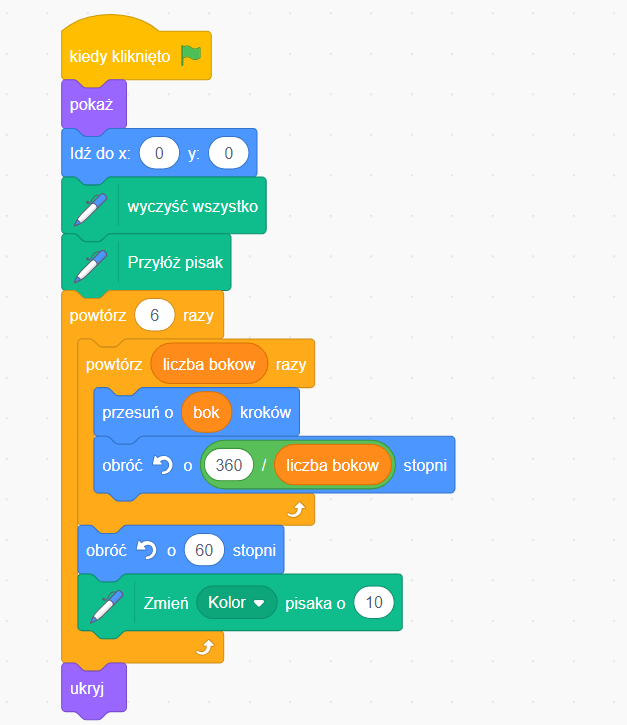 kiedy kliknięto
pokaż
Idź do x: 0 y: 0
wyczyść wszystko
Przyłóż pisak
powtórz 6 razy
powtórz liczba bokow razy
przesuń o bok kroków
obróć o 360 / liczba bokow stopni
obróć o 60 stopni
Zmień Kolor pisaka o 10
ukryj